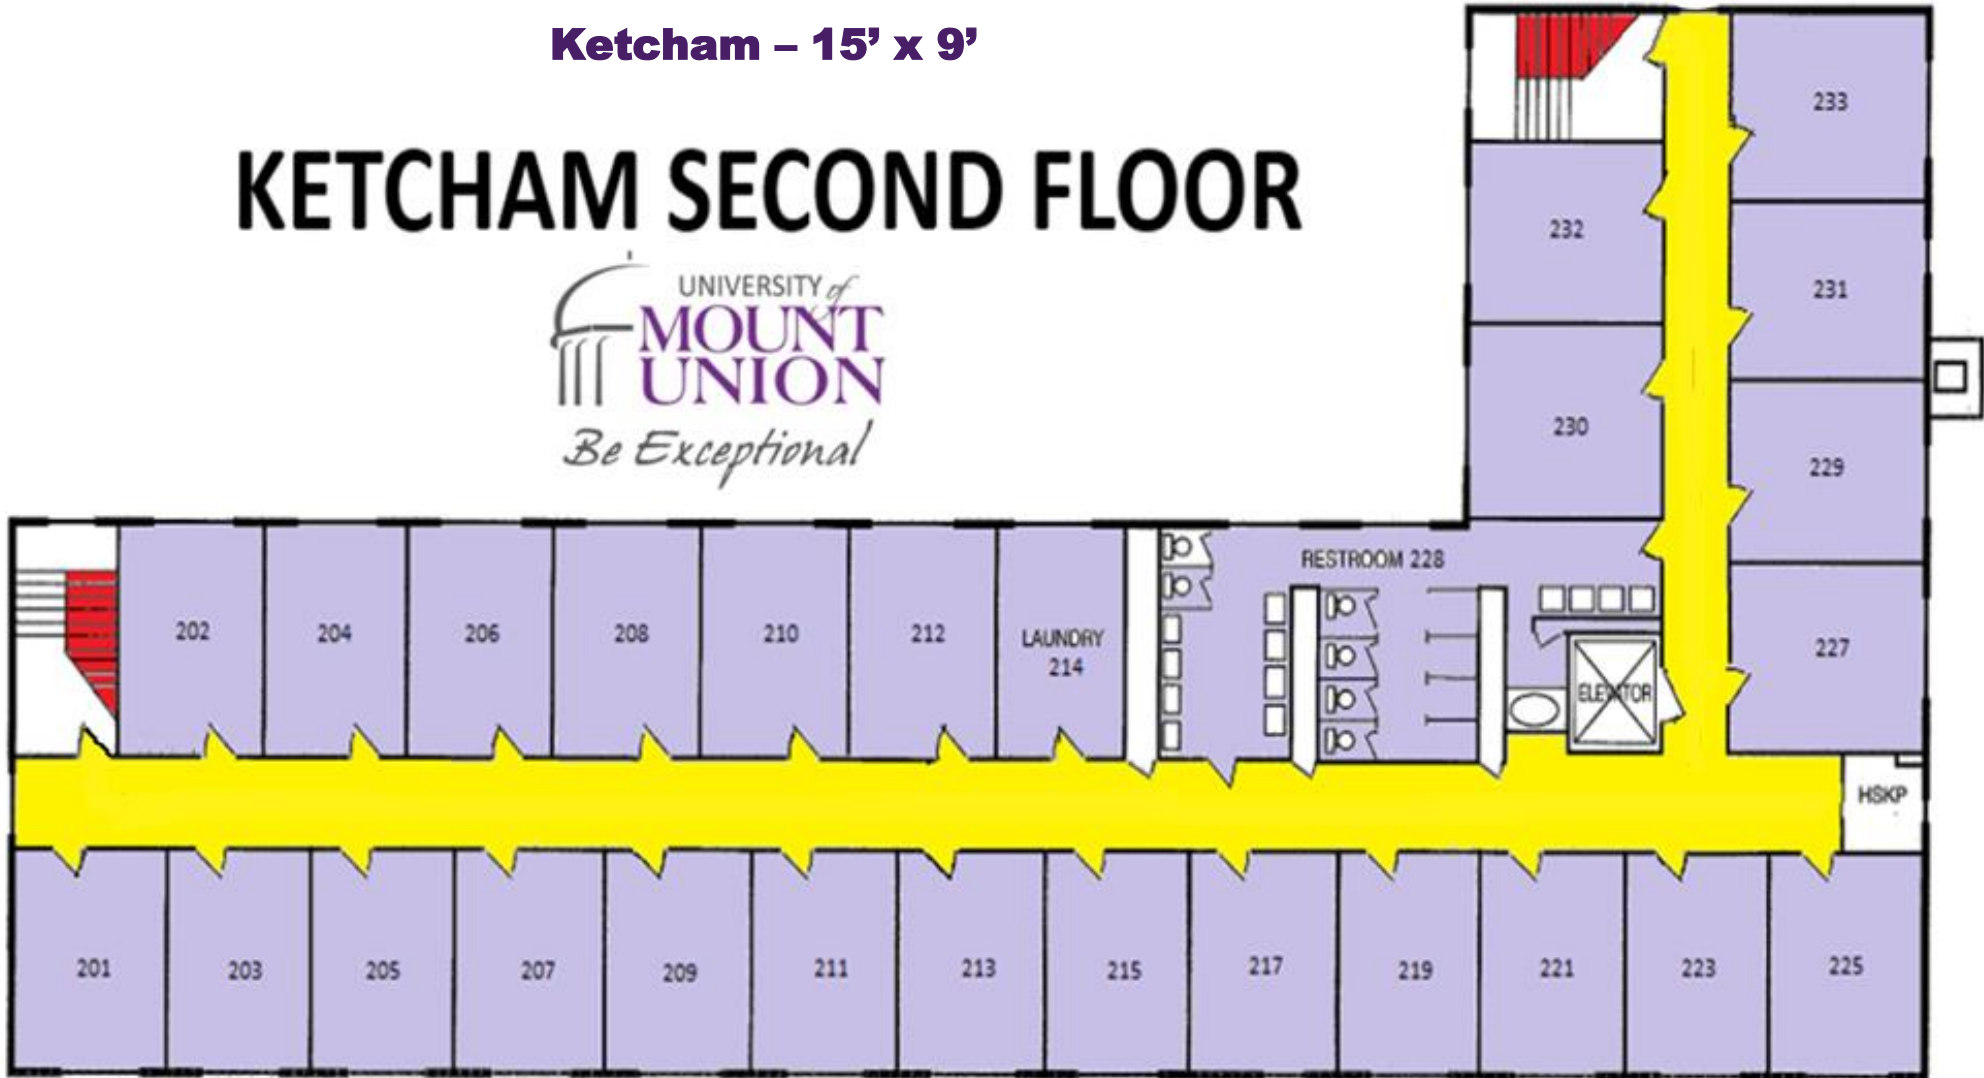 Ketcham – 15’ x 9’
KETCHAM SECOND FLOOR
UNIVERSITY of
MOUNT
UNION
Be Exceptional
233
232
231
230
229
RESTROOM 228
227
202
204
206
208
210
212
LAUNDRY
214
ELEVATOR
HSKP
201
203
205
207
209
211
213
215
217
219
221
223
225